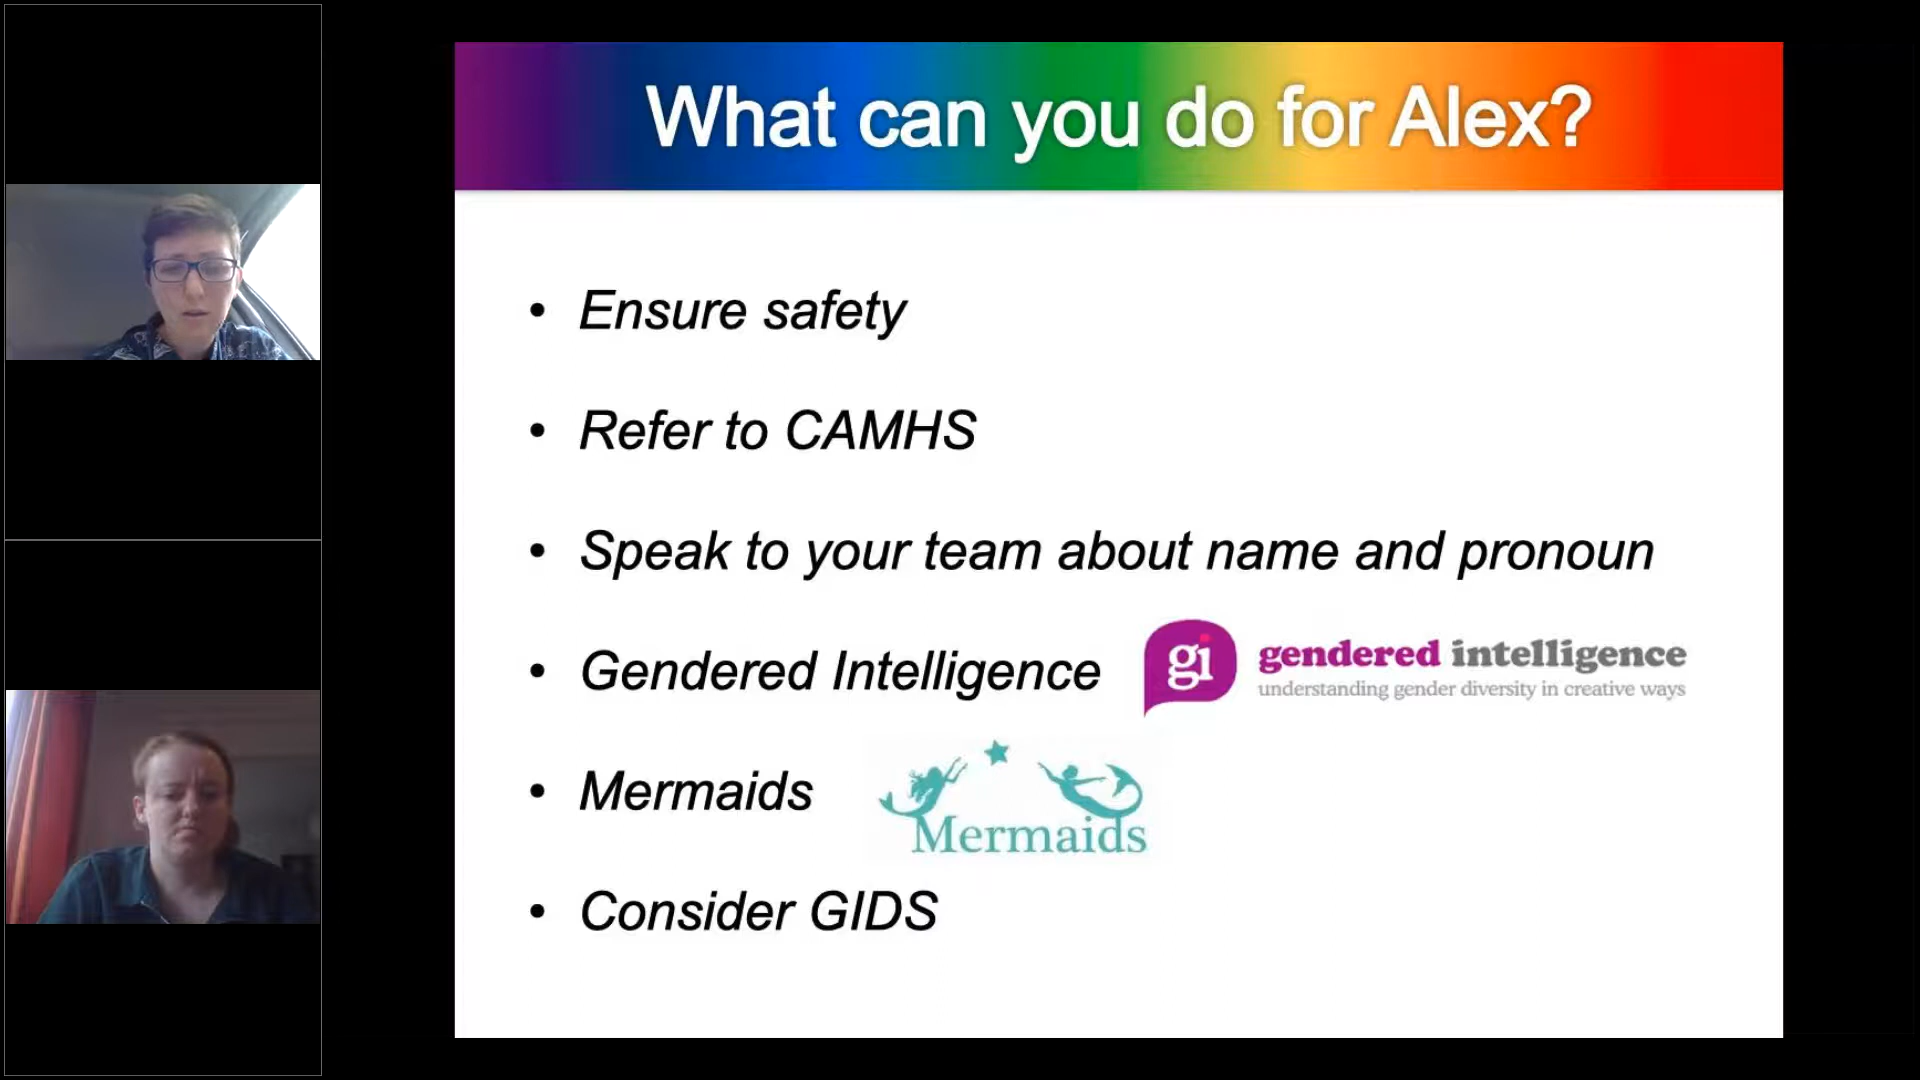 What can you do for Alex?
• Ensure safety
• Refer to CAMHS
• Speak to your team about name and pronoun
• Gendered Intelligence
gi
gendered intelligence
understanding gender diversity in creative ways
• Mermaids
Mermaids
• Consider GIDS